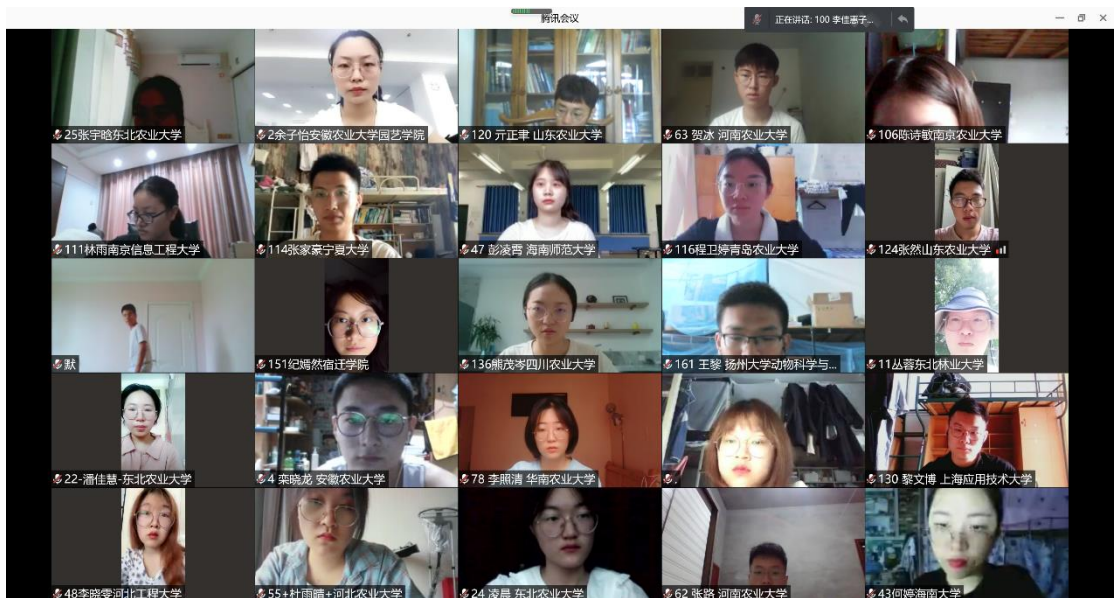 腾讯会议
正在讲话: 100 李佳惠子...
25张宇晗东北农业大学
2余子怡安徽农业大学园艺学院
120 亓正聿 山东农业大学
63 贺冰 河南农业大学
106陈诗敏南京农业大学
111林雨南京信息工程大学
114张家豪宁夏大学
47 彭凌霄 海南师范大学
116程卫婷青岛农业大学
124张然山东农业大学
默
151纪嫣然宿迁学院
136熊茂岑四川农业大学
161 王黎 扬州大学动物科学与...
11丛蓉东北林业大学
22-潘佳慧-东北农业大学
4 栾晓龙 安徽农业大学
78 李照清 华南农业大学
.
130 黎文博 上海应用技术大学
48李晓雯河北工程大学
55+杜雨晴+河北农业大学
24 凌晨 东北农业大学
62 张路 河南农业大学
43何婷海南大学